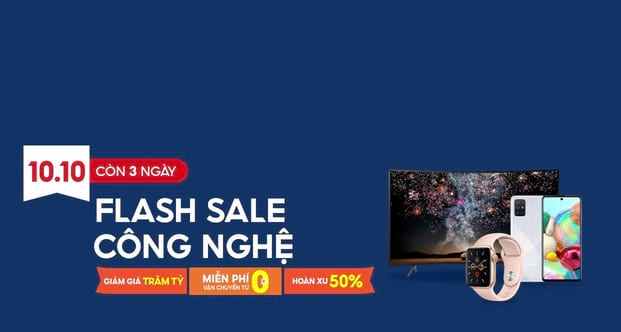 10.10
CÒN 3 NGÀY
FLASH SALE
CÔNG NGHỆ
GIẢM GIÁ TRĂM TỶ
MIỄN PHÍ
VẬN CHUYỂN TỪ 0Đ
HOÀN XU 50%